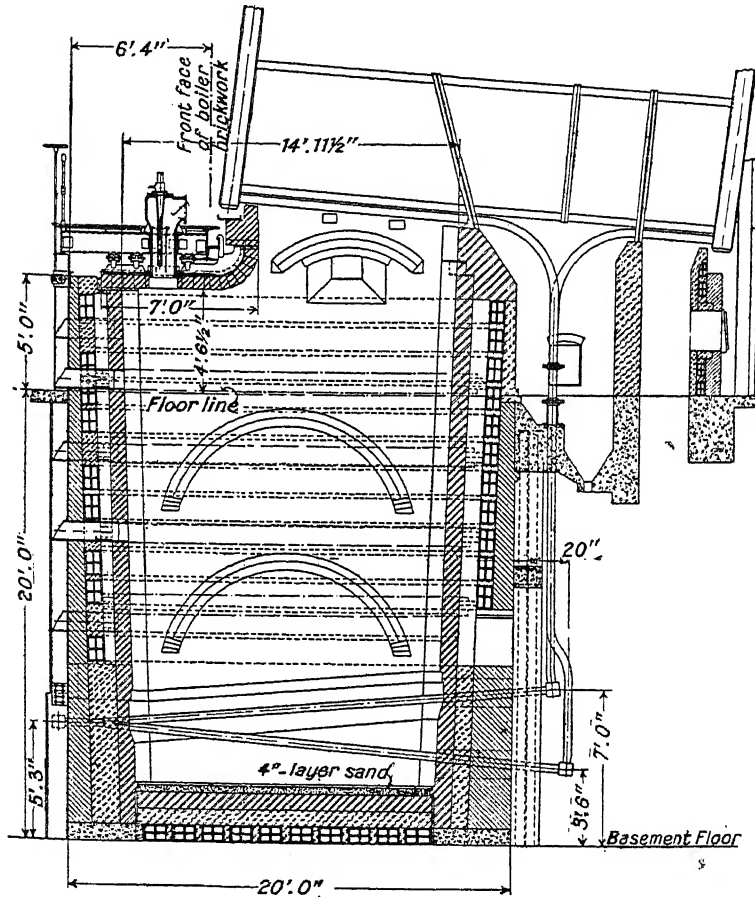 6'.4"
Front face
of boiler
brickwork
14'.11½"
5'.0"
7'.0"
4'.6½"
Floor line
20'.0"
20"
7'.0"
5'.3"
4"-layer sand
3'.6"
Basement Floor
20'.0"